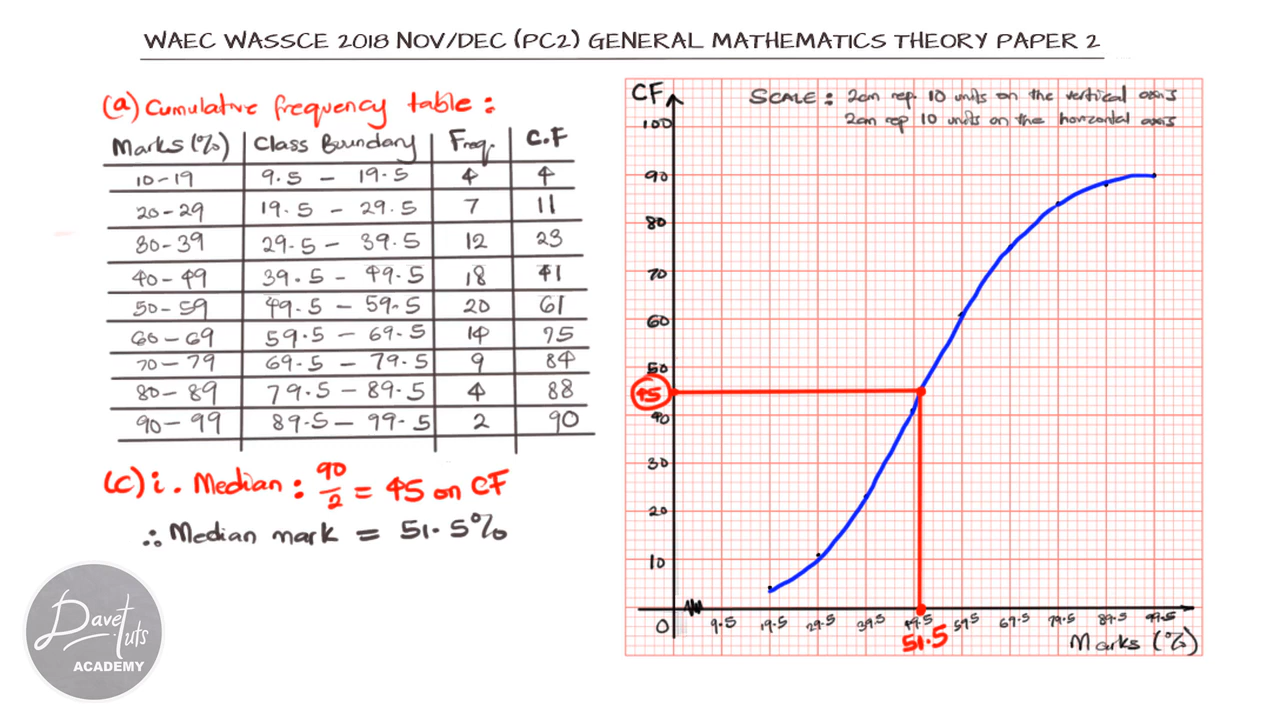 WAEC WASSCE 2018 NOV/DEC (PC2) GENERAL MATHEMATICS THEORY PAPER 2
(a) Cumulative frequency table :
Marks (%) Class Boundary Freq. C.F
10-19 9.5 - 19.5 4 4
20-29 19.5 - 29.5 7 11
30-39 29.5 - 39.5 12 23
40-49 39.5 - 49.5 18 41
50-59 49.5 - 59.5 20 61
60-69 59.5 - 69.5 14 75
70-79 69.5 - 79.5 9 84
80-89 79.5 - 89.5 4 88
90-99 89.5 - 99.5 2 90
(c) i. Median : 90/2 = 45 on CF
∴ Median mark = 51.5%
Dave Tuts
ACADEMY
CF
SCALE : 2cm rep. 10 units on the vertical axis
2cm rep 10 units on the horizontal axis
100
90
80
70
60
50
45
40
30
20
10
0 9.5 19.5 29.5 39.5 49.5 59.5 69.5 79.5 89.5 99.5
51.5
Marks (%)